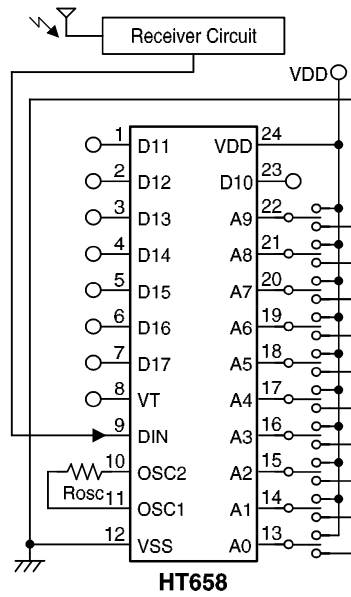 Receiver Circuit
VDD
1 D11 VDD 24
2 D12 D10 23
3 D13 A9 22
4 D14 A8 21
5 D15 A7 20
6 D16 A6 19
7 D17 A5 18
8 VT A4 17
9 DIN A3 16
10 OSC2 A2 15
Rosc
11 OSC1 A1 14
12 VSS A0 13
HT658